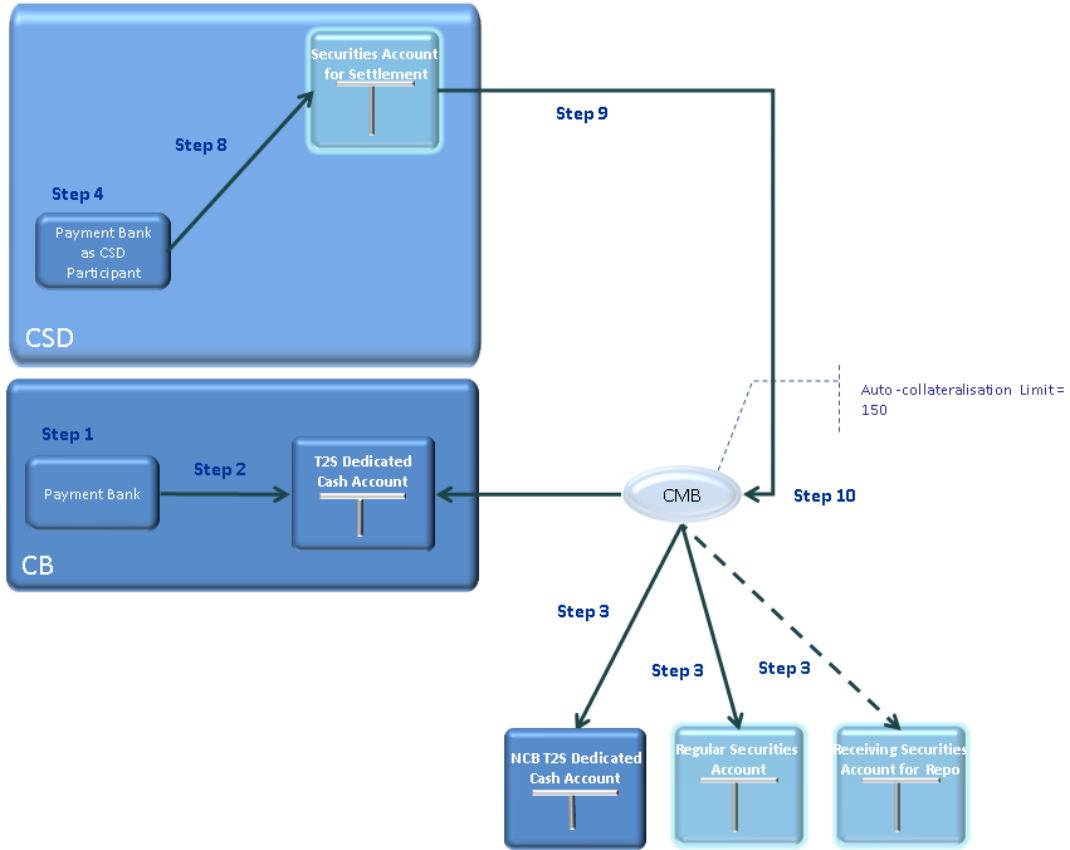 Securities Account
for Settlement
Step 9
Step 8
Step 4
Payment Bank
as CSD
Participant
CSD
Auto -collateralisation Limit =
150
Step 1
Step 2
T2S Dedicated
Cash Account
Payment Bank
CMB
Step 10
CB
Step 3
Step 3
Step 3
NCB T2S Dedicated
Cash Account
Regular Securities
Account
Receiving Securities
Account for Repo